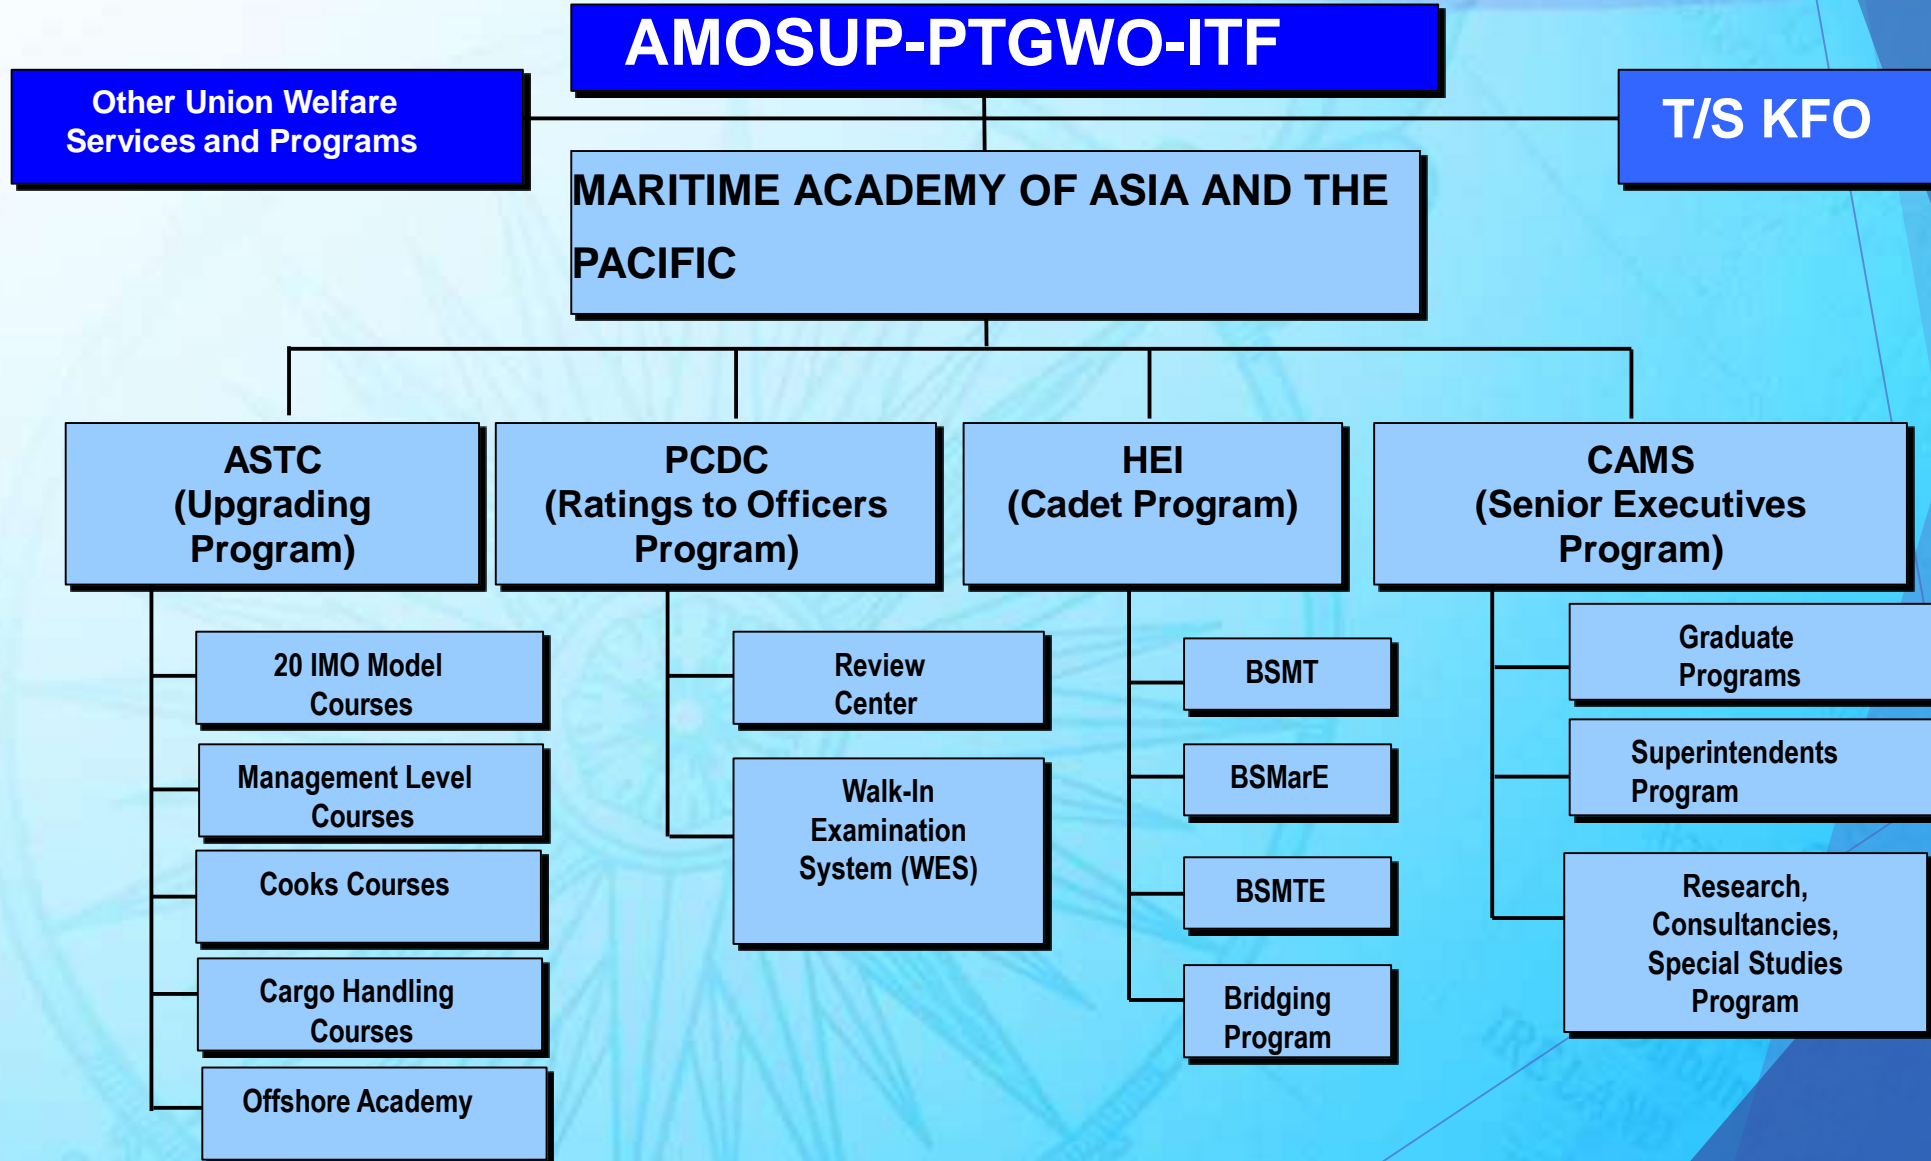 AMOSUP-PTGWO-ITF
Other Union Welfare
Services and Programs
T/S KFO
MARITIME ACADEMY OF ASIA AND THE
PACIFIC
ASTC
(Upgrading
Program)
PCDC
(Ratings to Officers
Program)
HEI
(Cadet Program)
CAMS
(Senior Executives
Program)
20 IMO Model
Courses
Management Level
Courses
Cooks Courses
Cargo Handling
Courses
Offshore Academy
Review
Center
Walk-In
Examination
System (WES)
BSMT
BSMarE
BSMTE
Bridging
Program
Graduate
Programs
Superintendents
Program
Research,
Consultancies,
Special Studies
Program
IRELAND